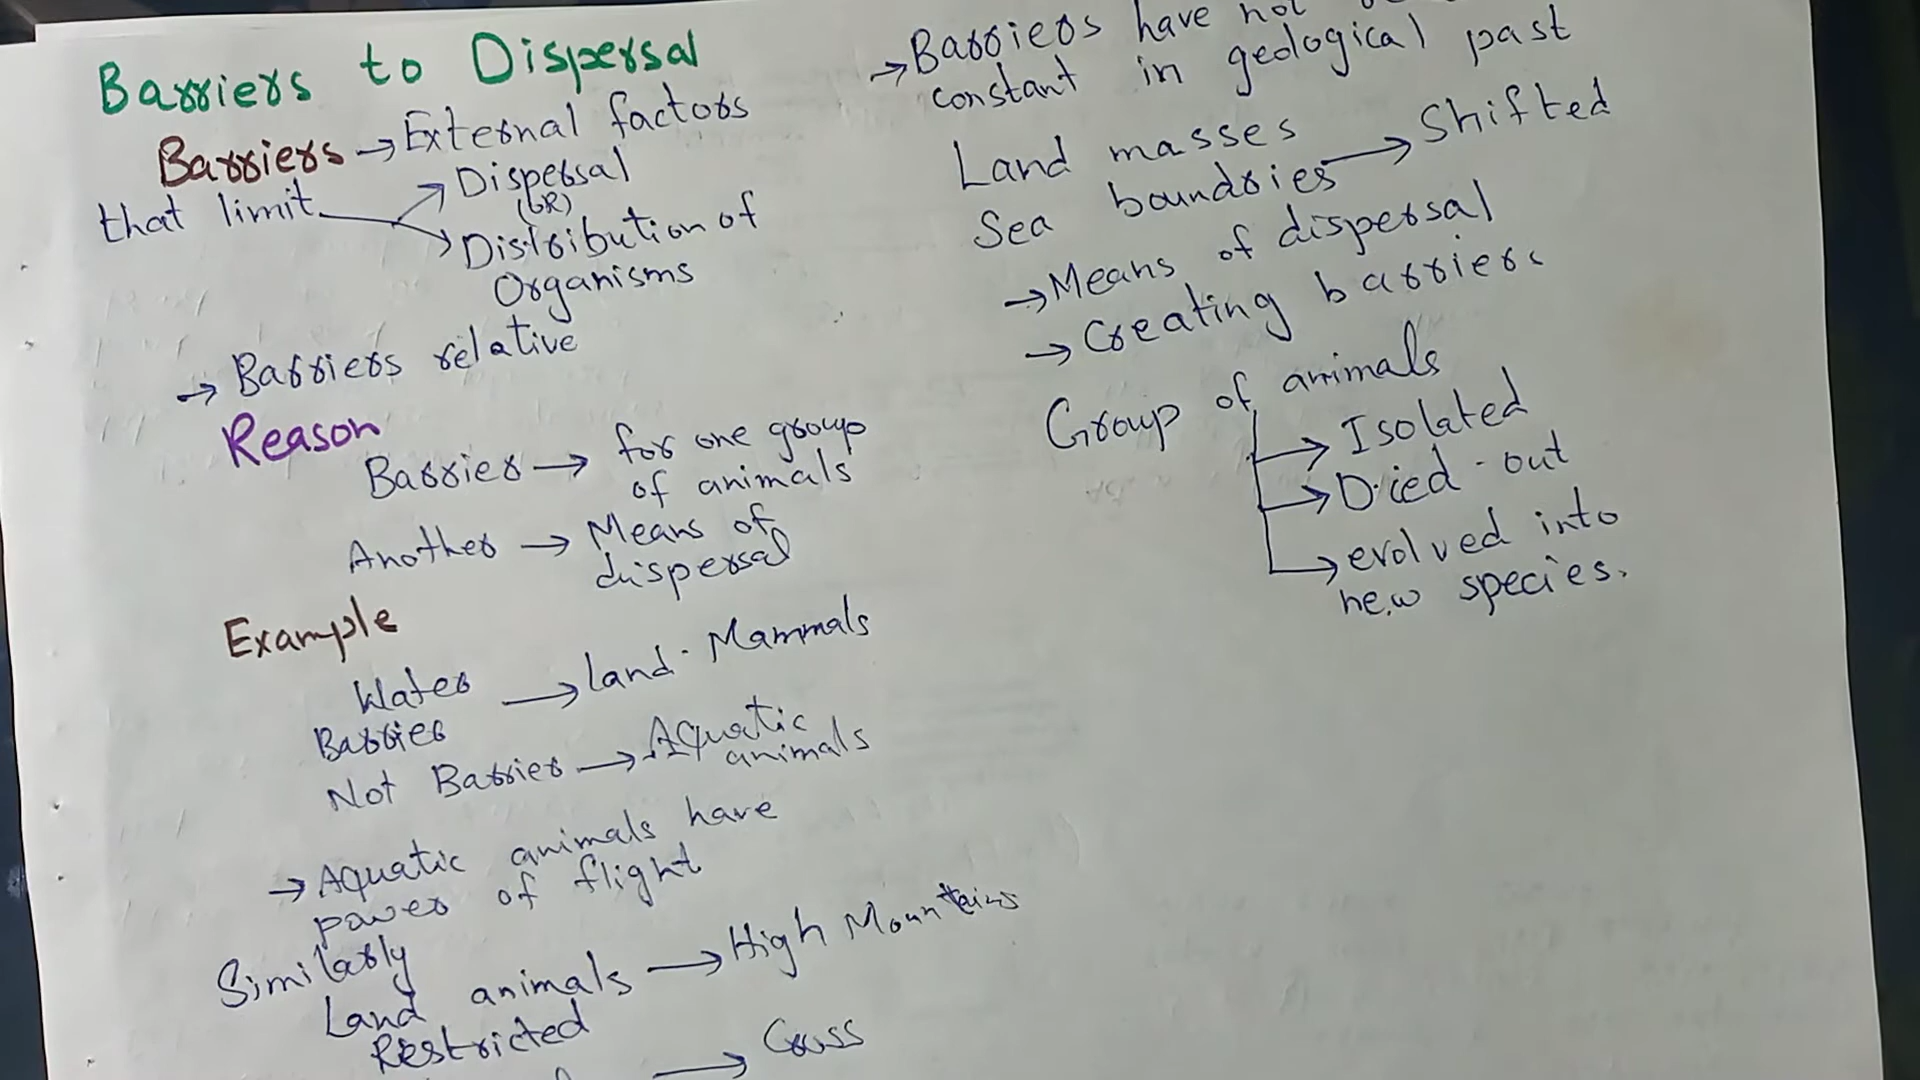 Barriers to Dispersal
Barriers → External factors
that limit → Dispersal
(OR)
→ Distribution of
Organisms
→ Barriers relative
Reason
Barrier → for one group
of animals
Another → Means of
dispersal
Example
Water → Land - Mammals
Barrier
Not Barrier → Aquatic
animals
→ Aquatic animals have
power of flight
Similarly
Land animals → High Mountains
Restricted
→ Cross
→ Barriers have not
constant in geological past
Land masses
Sea boundries → Shifted
→ Means of dispersal
→ Creating barriers
Group of animals
→ Isolated
→ Died-out
→ evolved into
new species.